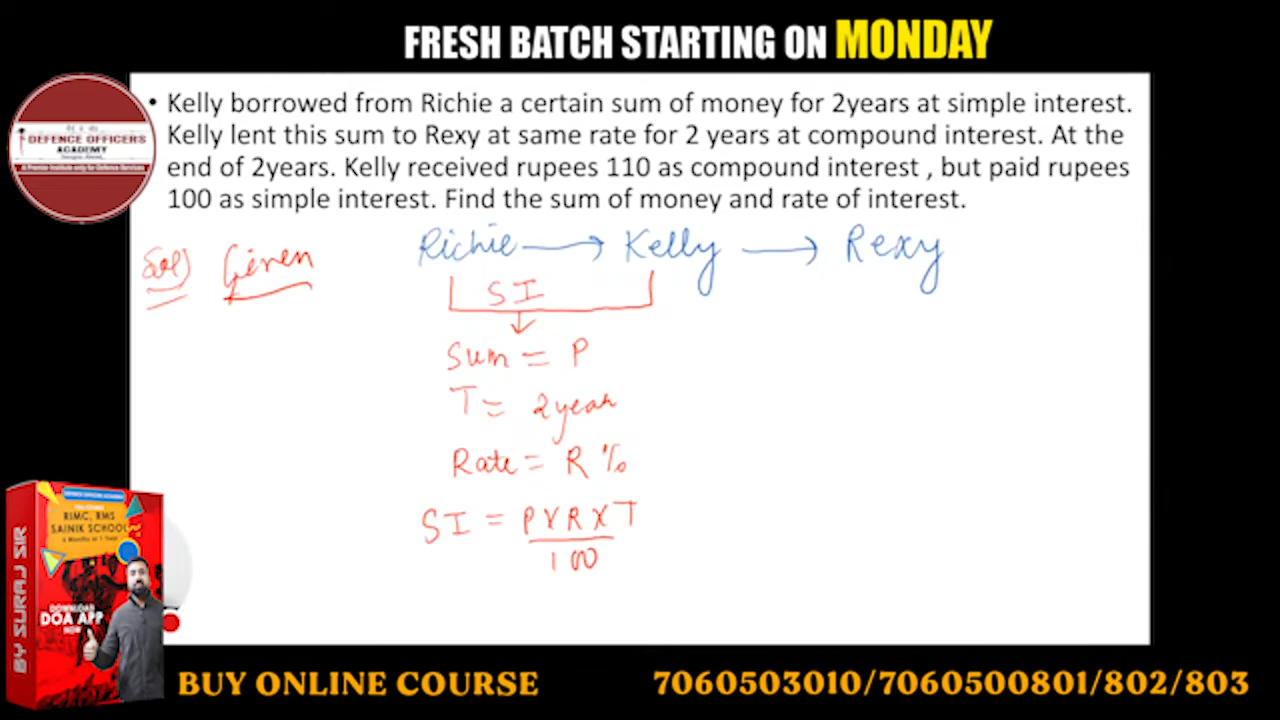 FRESH BATCH STARTING ON MONDAY
DEFENCE OFFICERS
ACADEMY
• Kelly borrowed from Richie a certain sum of money for 2years at simple interest.
Kelly lent this sum to Rexy at same rate for 2 years at compound interest. At the
end of 2years. Kelly received rupees 110 as compound interest , but paid rupees
100 as simple interest. Find the sum of money and rate of interest.
Sol) Given
Richie → Kelly → Rexy
SI
Sum = P
T = 2year
Rate = R %
SI = P X R X T
100
RIMC, RMS
SAINIK SCHOOL
DOWNLOAD
DOA APP
NOW
BY SURAJ SIR
BUY ONLINE COURSE
7060503010/7060500801/802/803